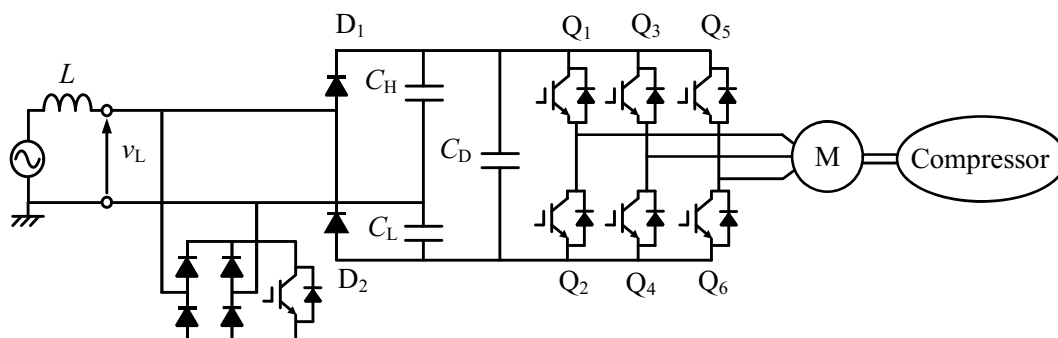 D1 Q1 Q3 Q5
L CH
vL CD M Compressor
CL
D2 Q2 Q4 Q6